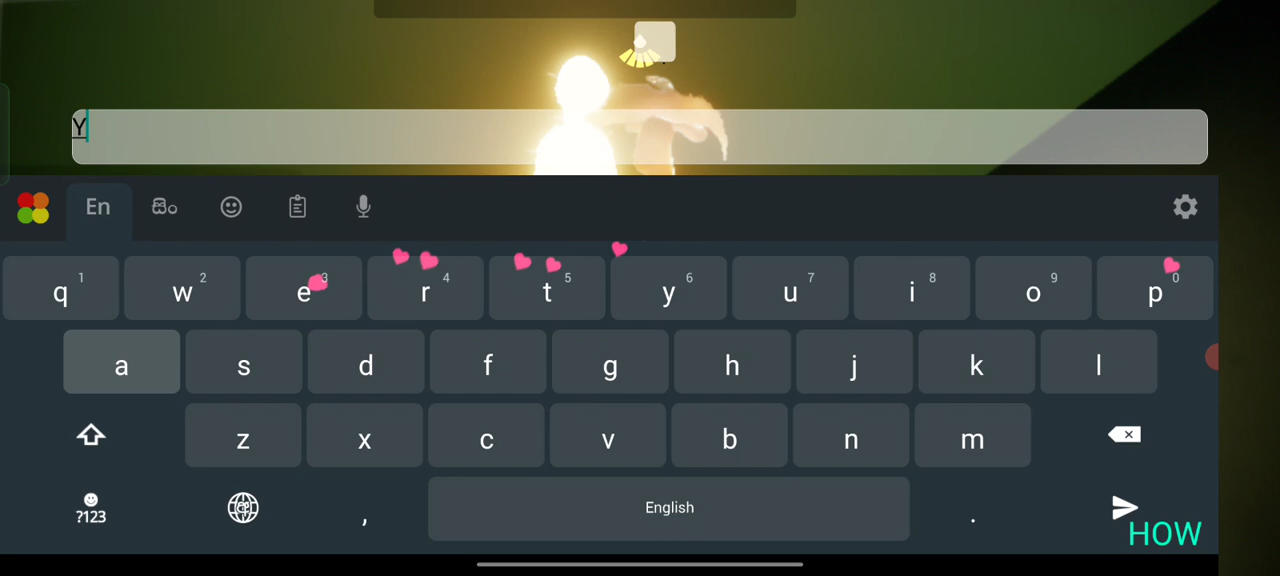 Y
En සිං
q 1 w 2 e 3 r 4 t 5 y 6 u 7 i 8 o 9 p 0
a s d f g h j k l
z x c v b n m
?123 , English .
HOW